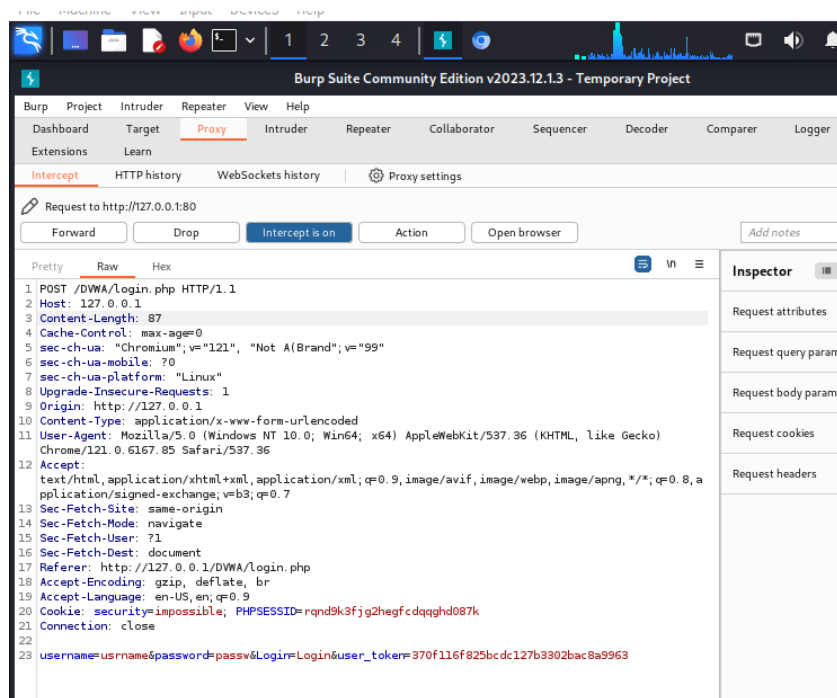 File Machine View Input Devices Help
1 2 3 4
Burp Suite Community Edition v2023.12.1.3 - Temporary Project
Burp Project Intruder Repeater View Help
Dashboard Target Proxy Intruder Repeater Collaborator Sequencer Decoder Comparer Logger
Extensions Learn
Intercept HTTP history WebSockets history Proxy settings
Request to http://127.0.0.1:80
Forward Drop Intercept is on Action Open browser Add notes
Pretty Raw Hex \n
Inspector
1 POST /DVWA/login.php HTTP/1.1
2 Host: 127.0.0.1
3 Content-Length: 87
4 Cache-Control: max-age=0
5 sec-ch-ua: "Chromium";v="121", "Not A(Brand";v="99"
6 sec-ch-ua-mobile: ?0
7 sec-ch-ua-platform: "Linux"
8 Upgrade-Insecure-Requests: 1
9 Origin: http://127.0.0.1
10 Content-Type: application/x-www-form-urlencoded
11 User-Agent: Mozilla/5.0 (Windows NT 10.0; Win64; x64) AppleWebKit/537.36 (KHTML, like Gecko)
Chrome/121.0.6167.85 Safari/537.36
12 Accept:
text/html,application/xhtml+xml,application/xml;q=0.9,image/avif,image/webp,image/apng,*/*;q=0.8,a
pplication/signed-exchange;v=b3;q=0.7
13 Sec-Fetch-Site: same-origin
14 Sec-Fetch-Mode: navigate
15 Sec-Fetch-User: ?1
16 Sec-Fetch-Dest: document
17 Referer: http://127.0.0.1/DVWA/login.php
18 Accept-Encoding: gzip, deflate, br
19 Accept-Language: en-US,en;q=0.9
20 Cookie: security=impossible; PHPSESSID=rqnd9k3fjg2hegfcdqqghd087k
21 Connection: close
22
23 username=usrname&password=passw&Login=Login&user_token=370f116f825bcdc127b3302bac8a9963
Request attributes
Request query param
Request body param
Request cookies
Request headers